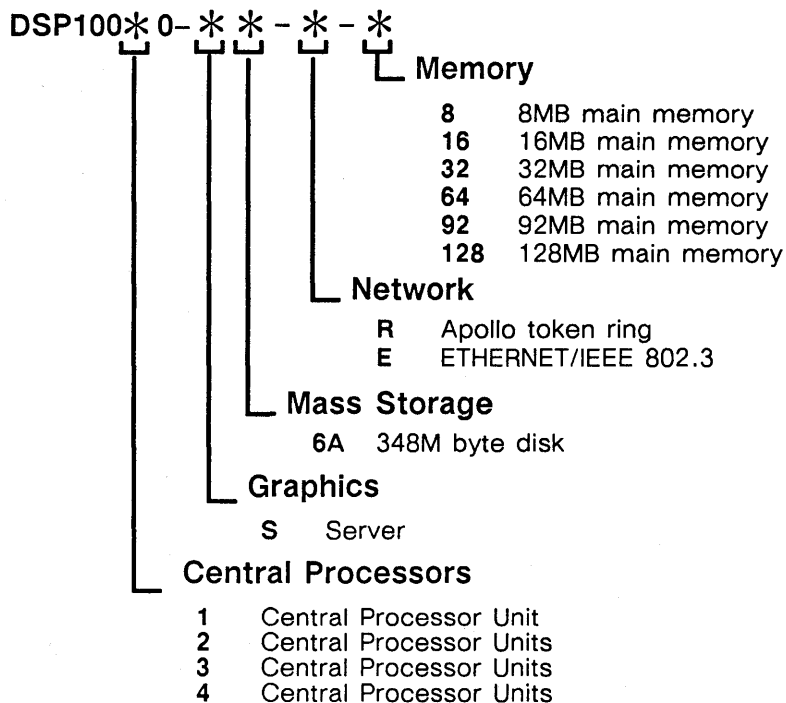 DSP100* 0- * * - * - *
Memory
8 8MB main memory
16 16MB main memory
32 32MB main memory
64 64MB main memory
92 92MB main memory
128 128MB main memory
Network
R Apollo token ring
E ETHERNET/IEEE 802.3
Mass Storage
6A 348M byte disk
Graphics
S Server
Central Processors
1 Central Processor Unit
2 Central Processor Units
3 Central Processor Units
4 Central Processor Units